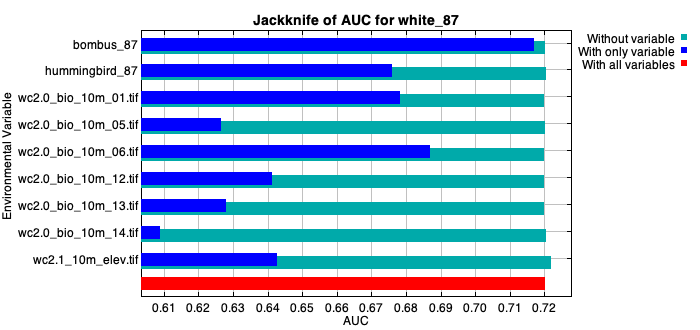 Jackknife of AUC for white_87
Without variable
With only variable
With all variables
Environmental Variable
bombus_87
hummingbird_87
wc2.0_bio_10m_01.tif
wc2.0_bio_10m_05.tif
wc2.0_bio_10m_06.tif
wc2.0_bio_10m_12.tif
wc2.0_bio_10m_13.tif
wc2.0_bio_10m_14.tif
wc2.1_10m_elev.tif
0.61 0.62 0.63 0.64 0.65 0.66 0.67 0.68 0.69 0.70 0.71 0.72
AUC